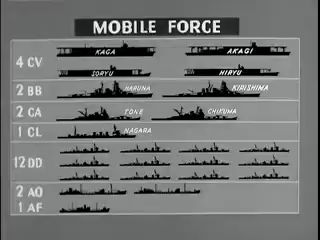 MOBILE FORCE
4 CV
KAGA AKAGI
SORYU HIRYU
2 BB HARUNA KIRISHIMA
2 CA TONE CHIKUMA
1 CL NAGARA
12 DD
2 AO
1 AF